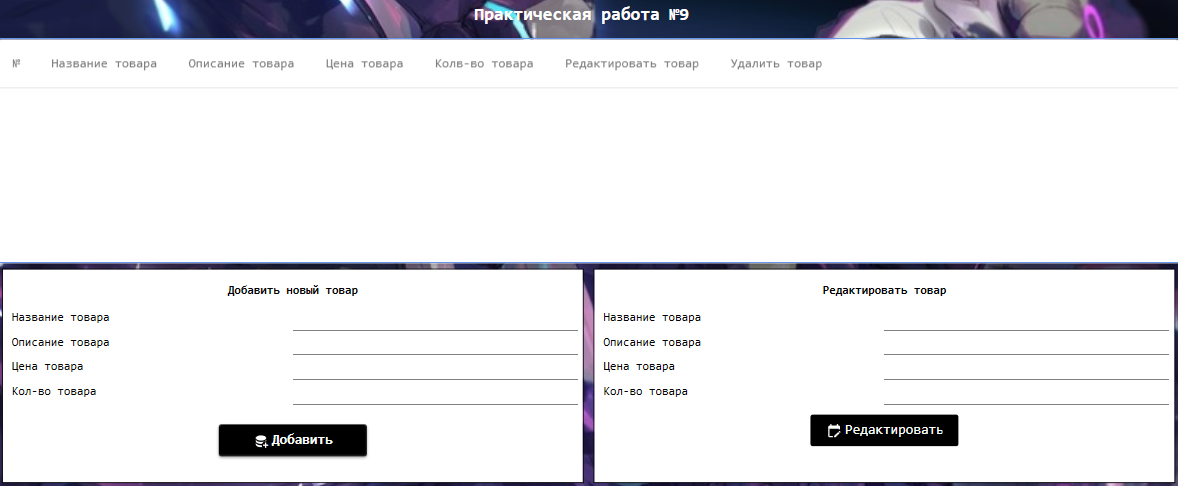 Практическая работа №9
№ Название товара Описание товара Цена товара Колв-во товара Редактировать товар Удалить товар
Добавить новый товар
Название товара
Описание товара
Цена товара
Кол-во товара
Добавить
Редактировать товар
Название товара
Описание товара
Цена товара
Кол-во товара
Редактировать